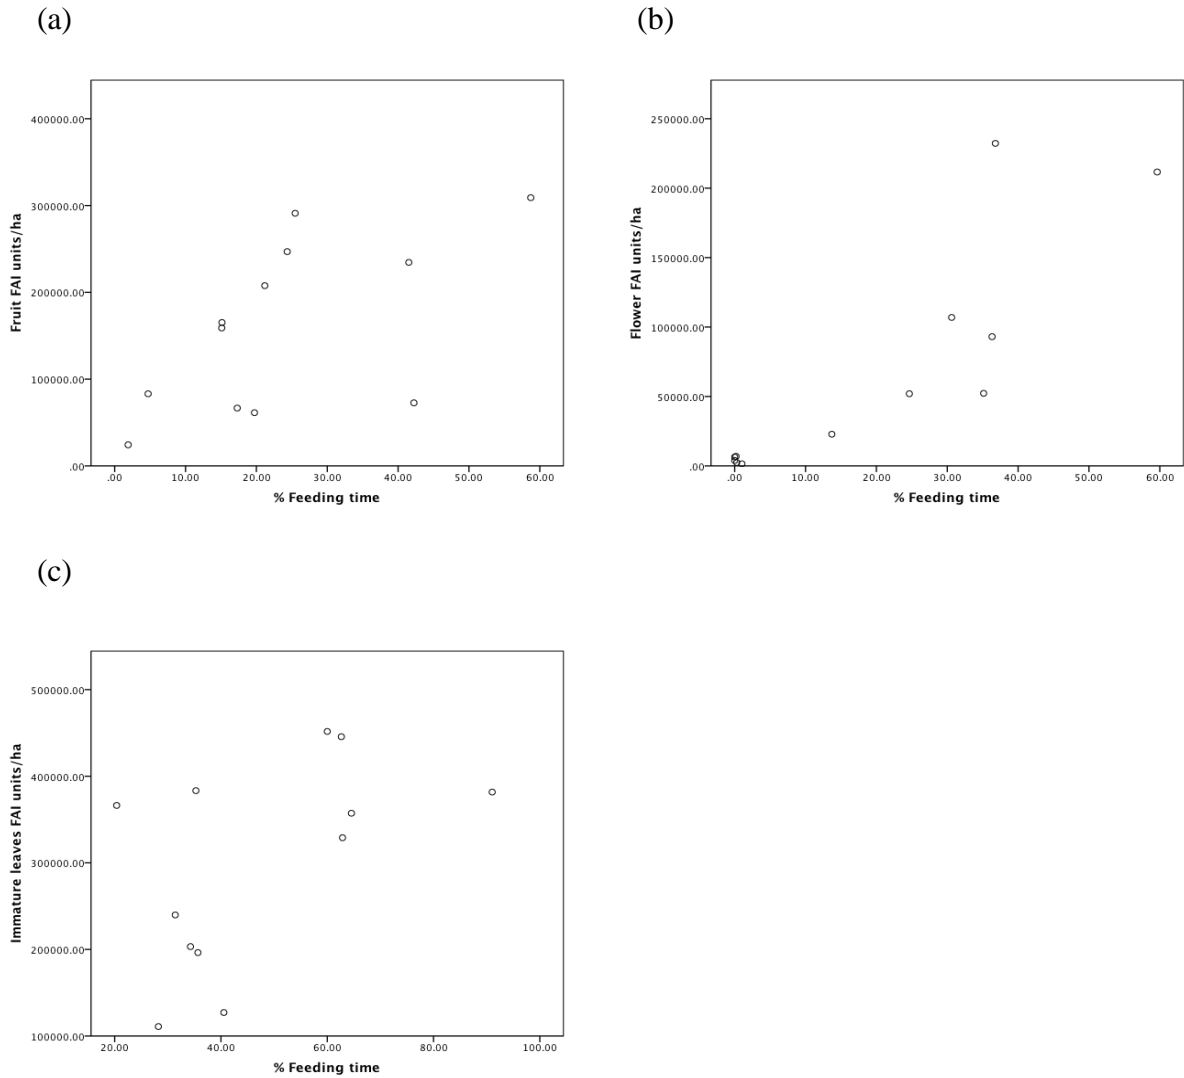 (a)
400000.00
300000.00
200000.00
100000.00
.00
Fruit FAI units/ha
.00 10.00 20.00 30.00 40.00 50.00 60.00
% Feeding time
(b)
250000.00
200000.00
150000.00
100000.00
50000.00
.00
Flower FAI units/ha
.00 10.00 20.00 30.00 40.00 50.00 60.00
% Feeding time
(c)
500000.00
400000.00
300000.00
200000.00
100000.00
Immature leaves FAI units/ha
20.00 40.00 60.00 80.00 100.00
% Feeding time